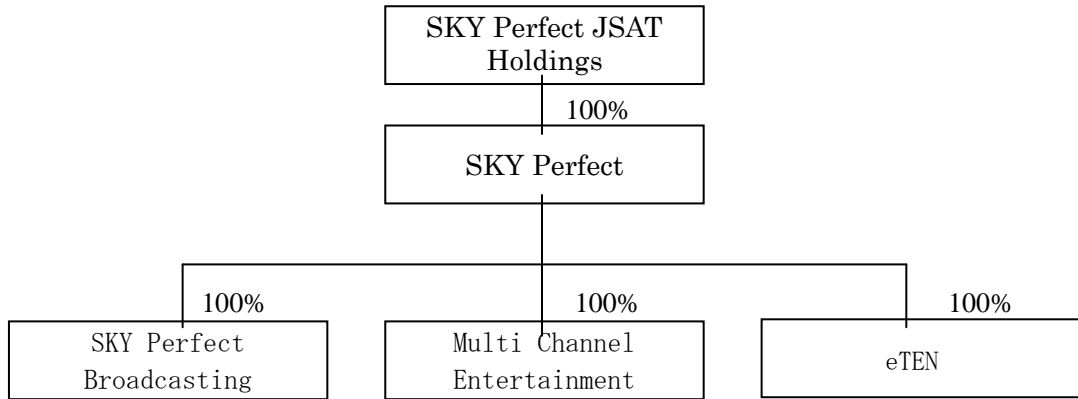 SKY Perfect JSAT
Holdings
100%
SKY Perfect
100%
100%
100%
SKY Perfect
Broadcasting
Multi Channel
Entertainment
eTEN